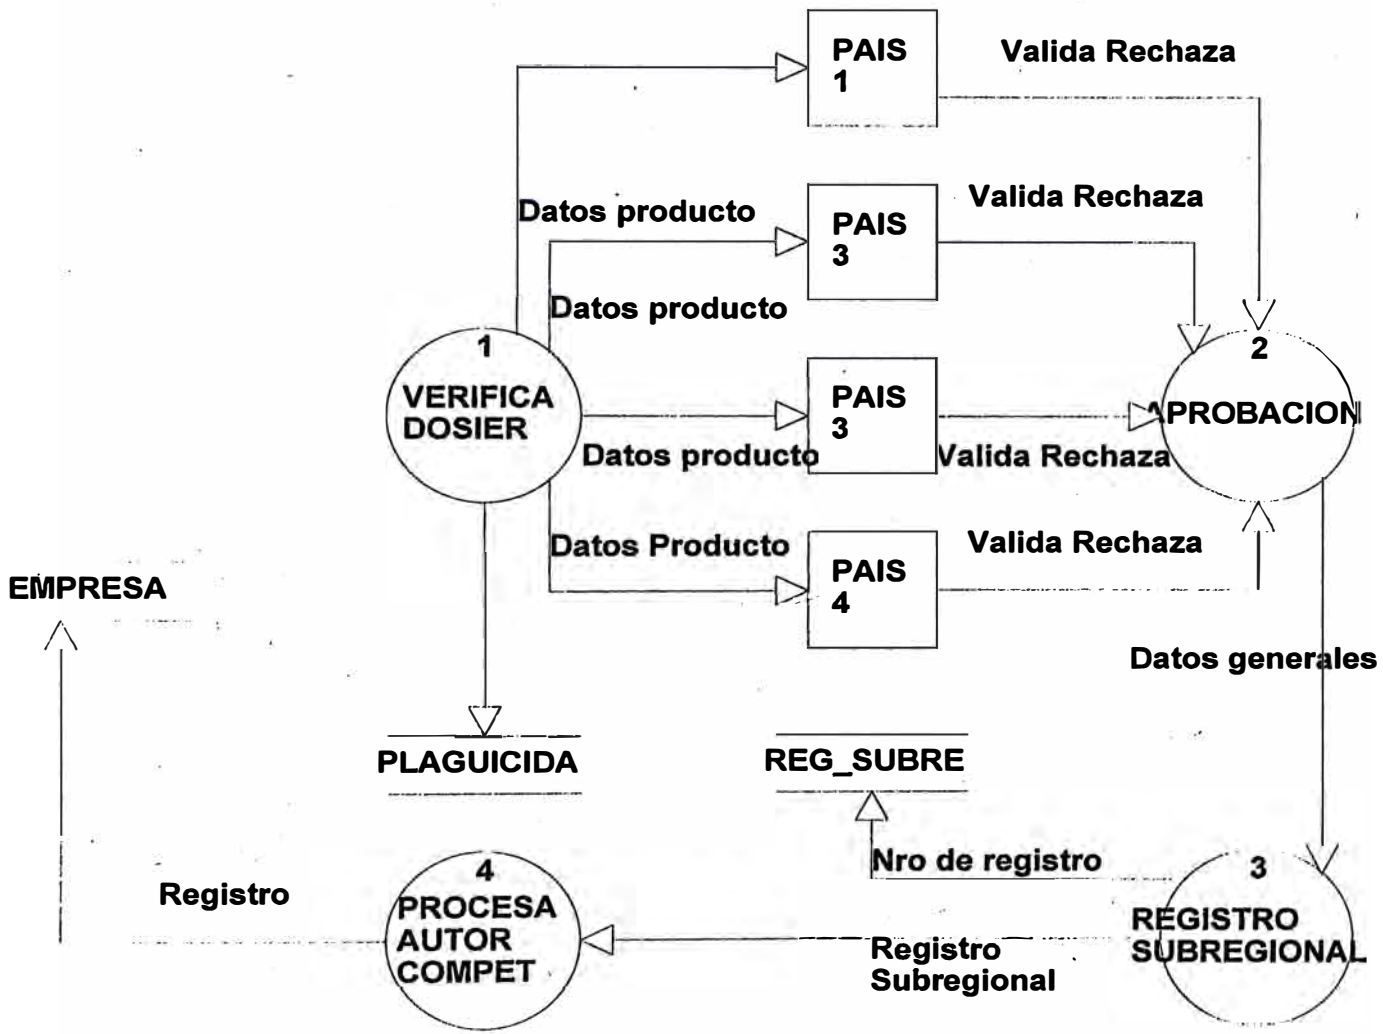 PAIS
1
Valida Rechaza
Datos producto
PAIS
3
Valida Rechaza
Datos producto
1
VERIFICA
DOSIER
PAIS
3
2
APROBACION
Datos producto
Valida Rechaza
Datos Producto
PAIS
4
Valida Rechaza
EMPRESA
Datos generales
PLAGUICIDA
REG_SUBRE
Nro de registro
Registro
4
PROCESA
AUTOR
COMPET
Registro
Subregional
3
REGISTRO
SUBREGIONAL